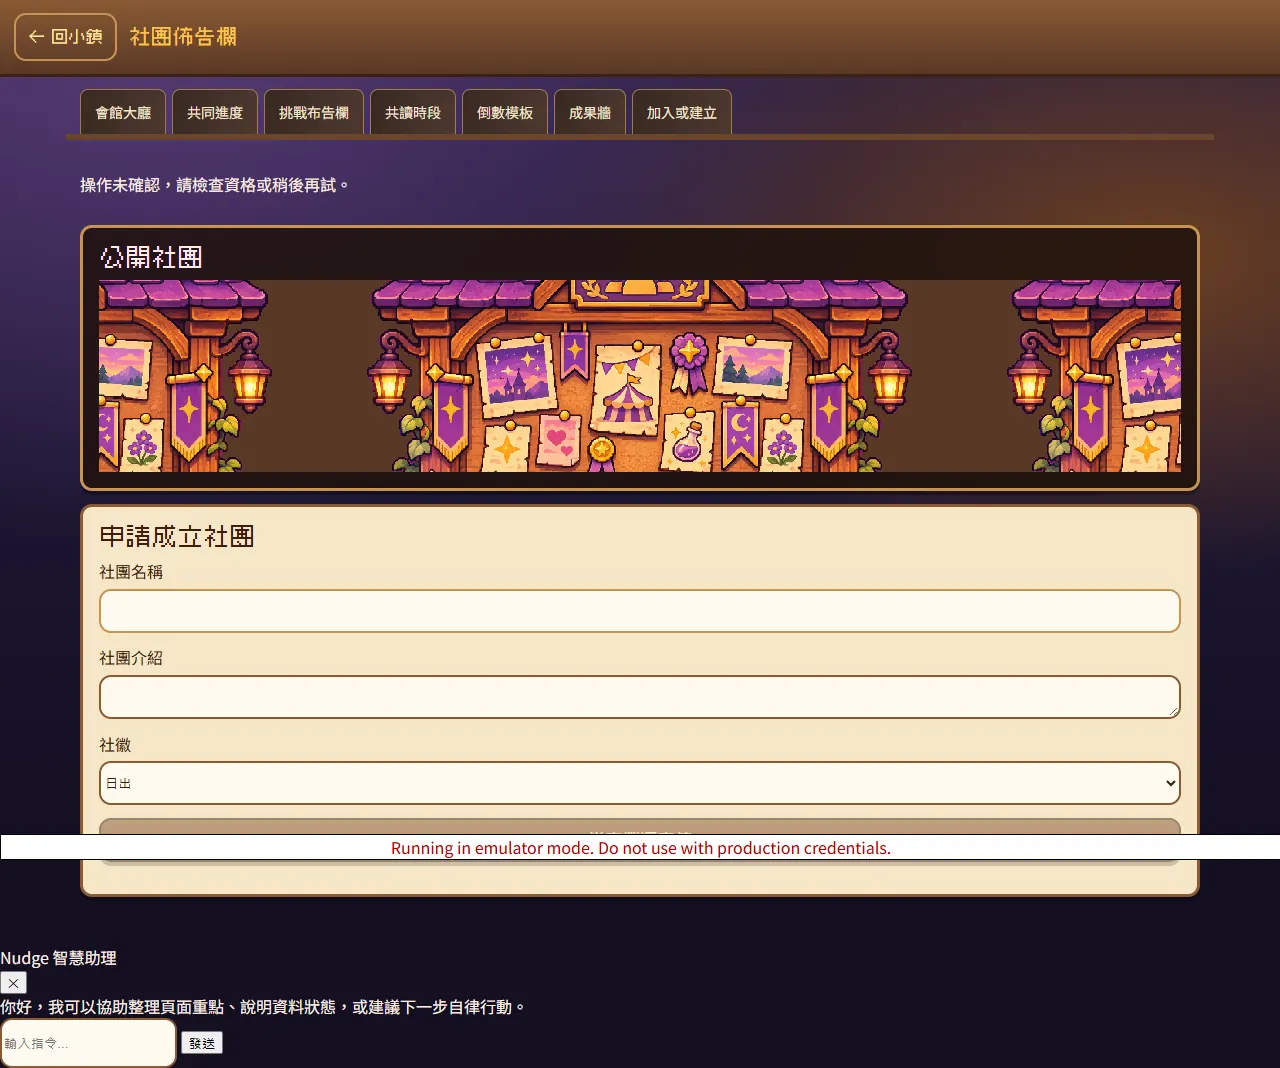 ← 回小鎮
社團佈告欄
會館大廳
共同進度
挑戰布告欄
共讀時段
倒數模板
成果牆
加入或建立
操作未確認，請檢查資格或稍後再試。
公開社團
申請成立社團
社團名稱
社團介紹
社徽
日出
Running in emulator mode. Do not use with production credentials.
Nudge 智慧助理
×
你好，我可以協助整理頁面重點、說明資料狀態，或建議下一步自律行動。
輸入指令...
發送